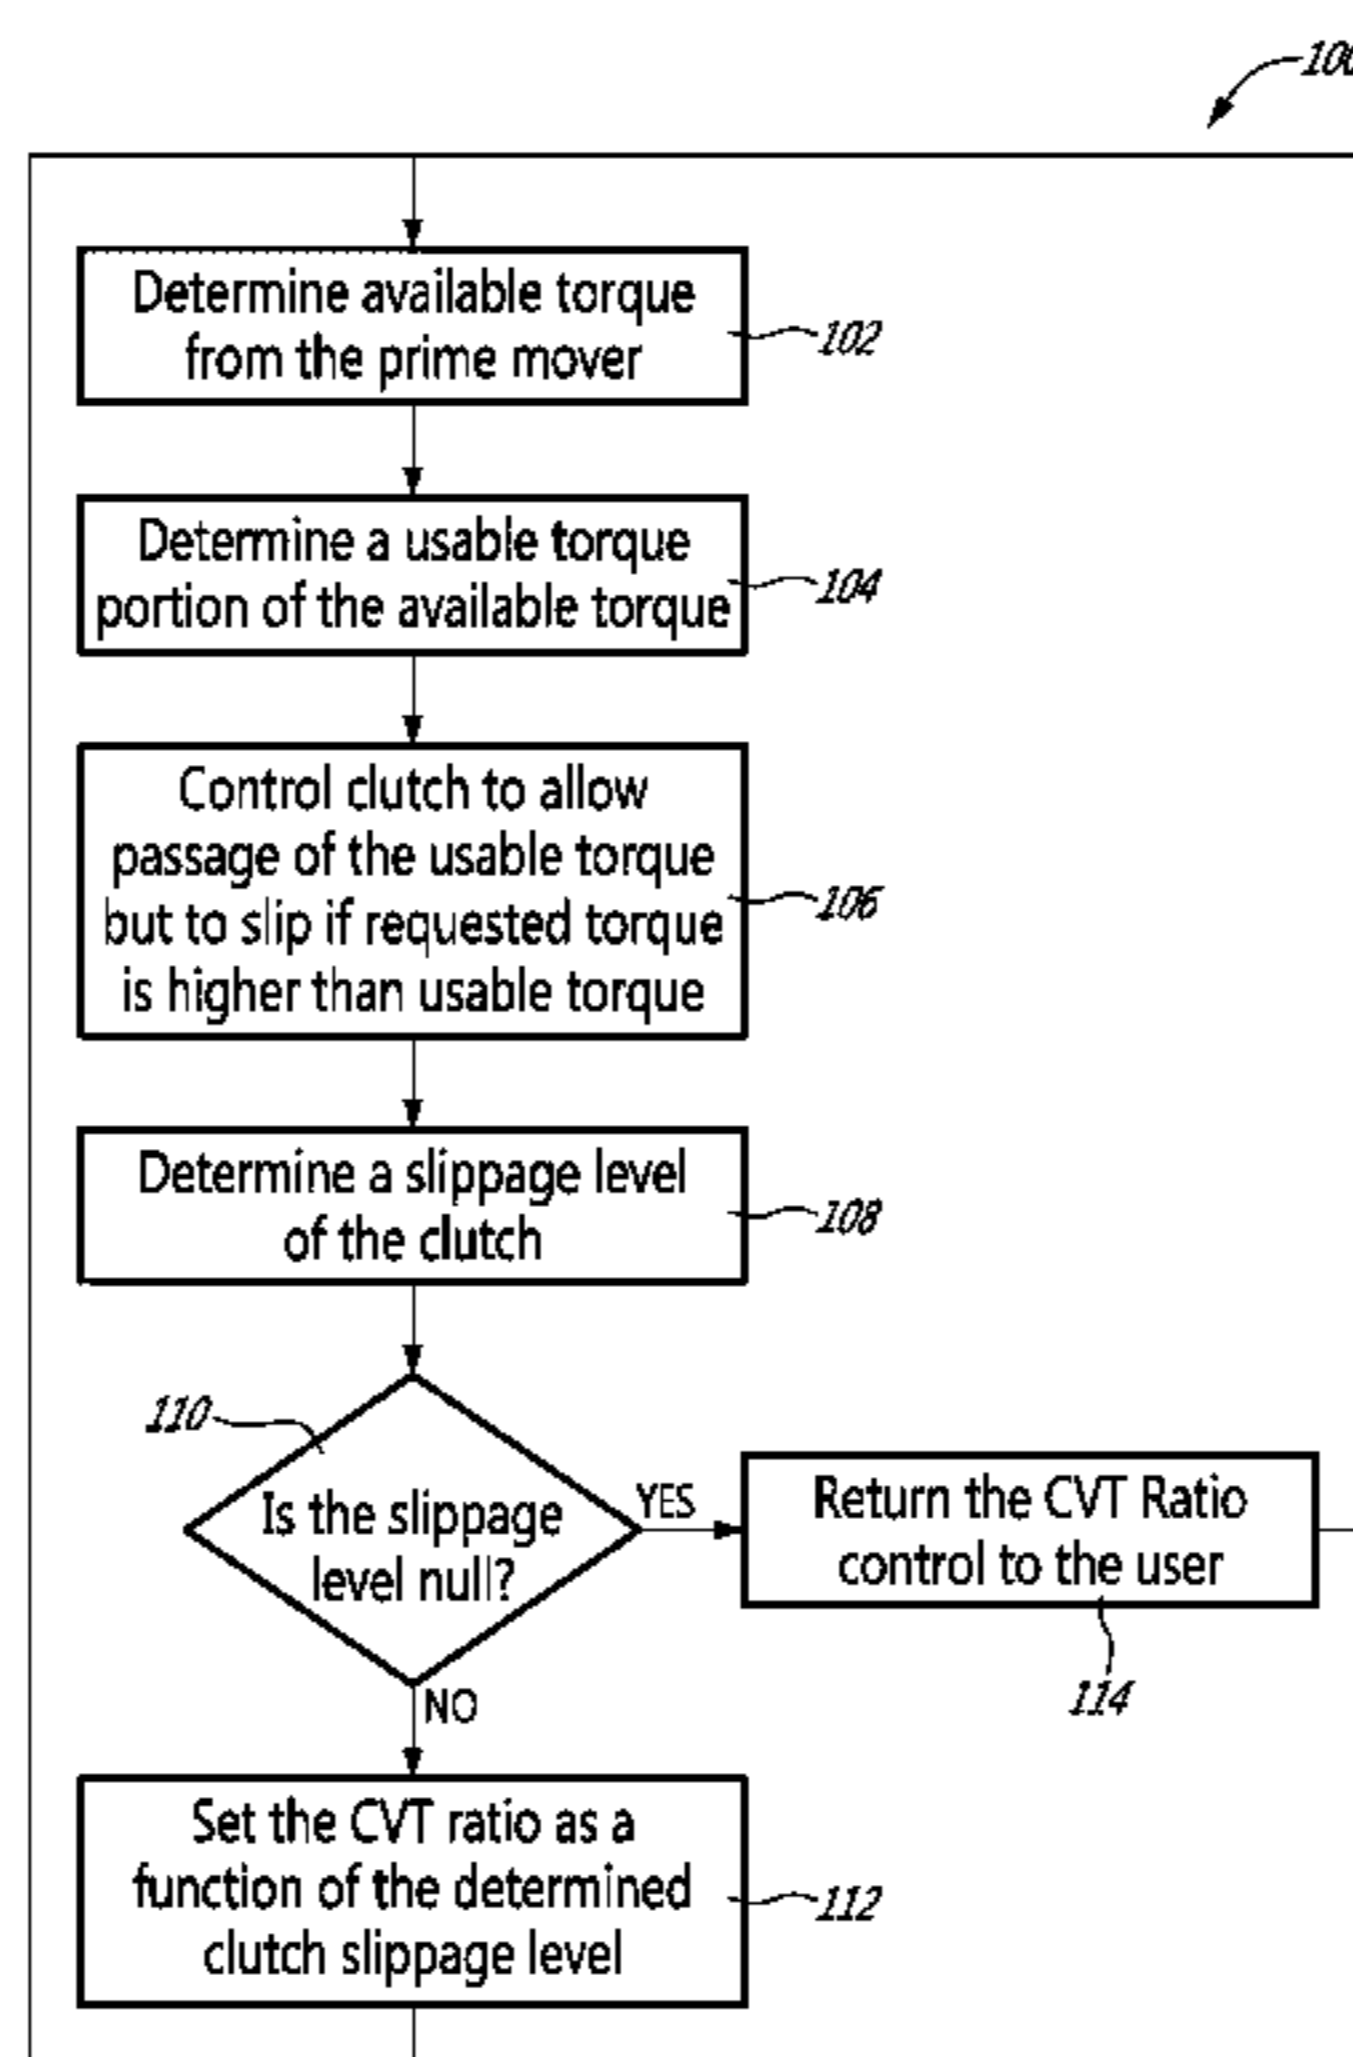 Determine available torque
from the prime mover
102
Determine a usable torque
portion of the available torque
104
Control clutch to allow
passage of the usable torque
but to slip if requested torque
is higher than usable torque
106
Determine a slippage level
of the clutch
108
110
Is the slippage
level null?
YES
Return the CVT Ratio
control to the user
114
NO
Set the CVT ratio as a
function of the determined
clutch slippage level
112